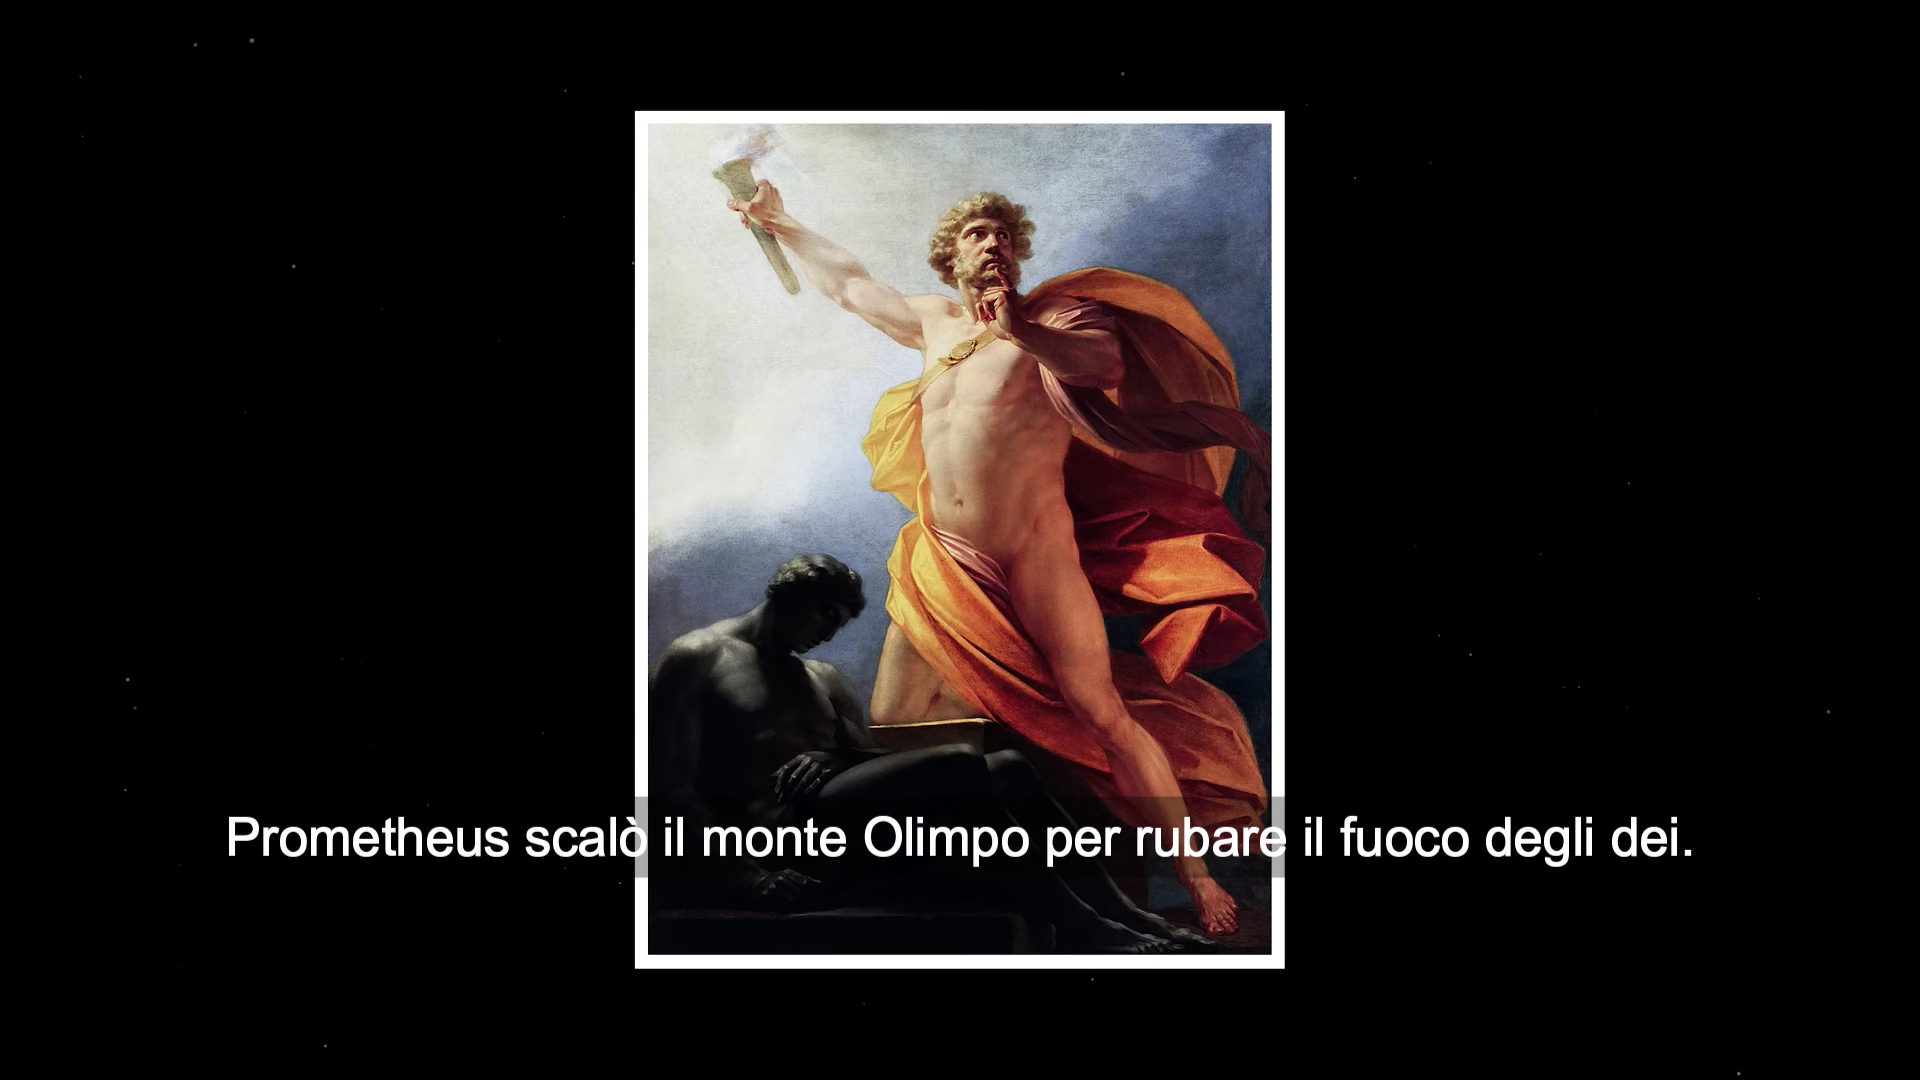 Prometheus scalò il monte Olimpo per rubare il fuoco degli dei.